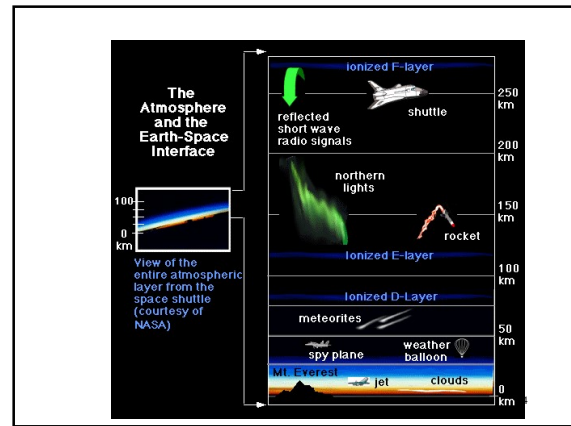 The
Atmosphere
and the
Earth-Space
Interface
100
0
km
View of the
entire atmospheric
layer from the
space shuttle
(courtesy of
NASA)
ionized F-layer
250
km
shuttle
reflected
short wave
radio signals
200
km
northern
lights
150
km
rocket
Ionized E-layer
100
km
Ionized D-Layer
meteorites
50
km
spy plane
weather
balloon
Mt. Everest
jet
clouds
0
km
4